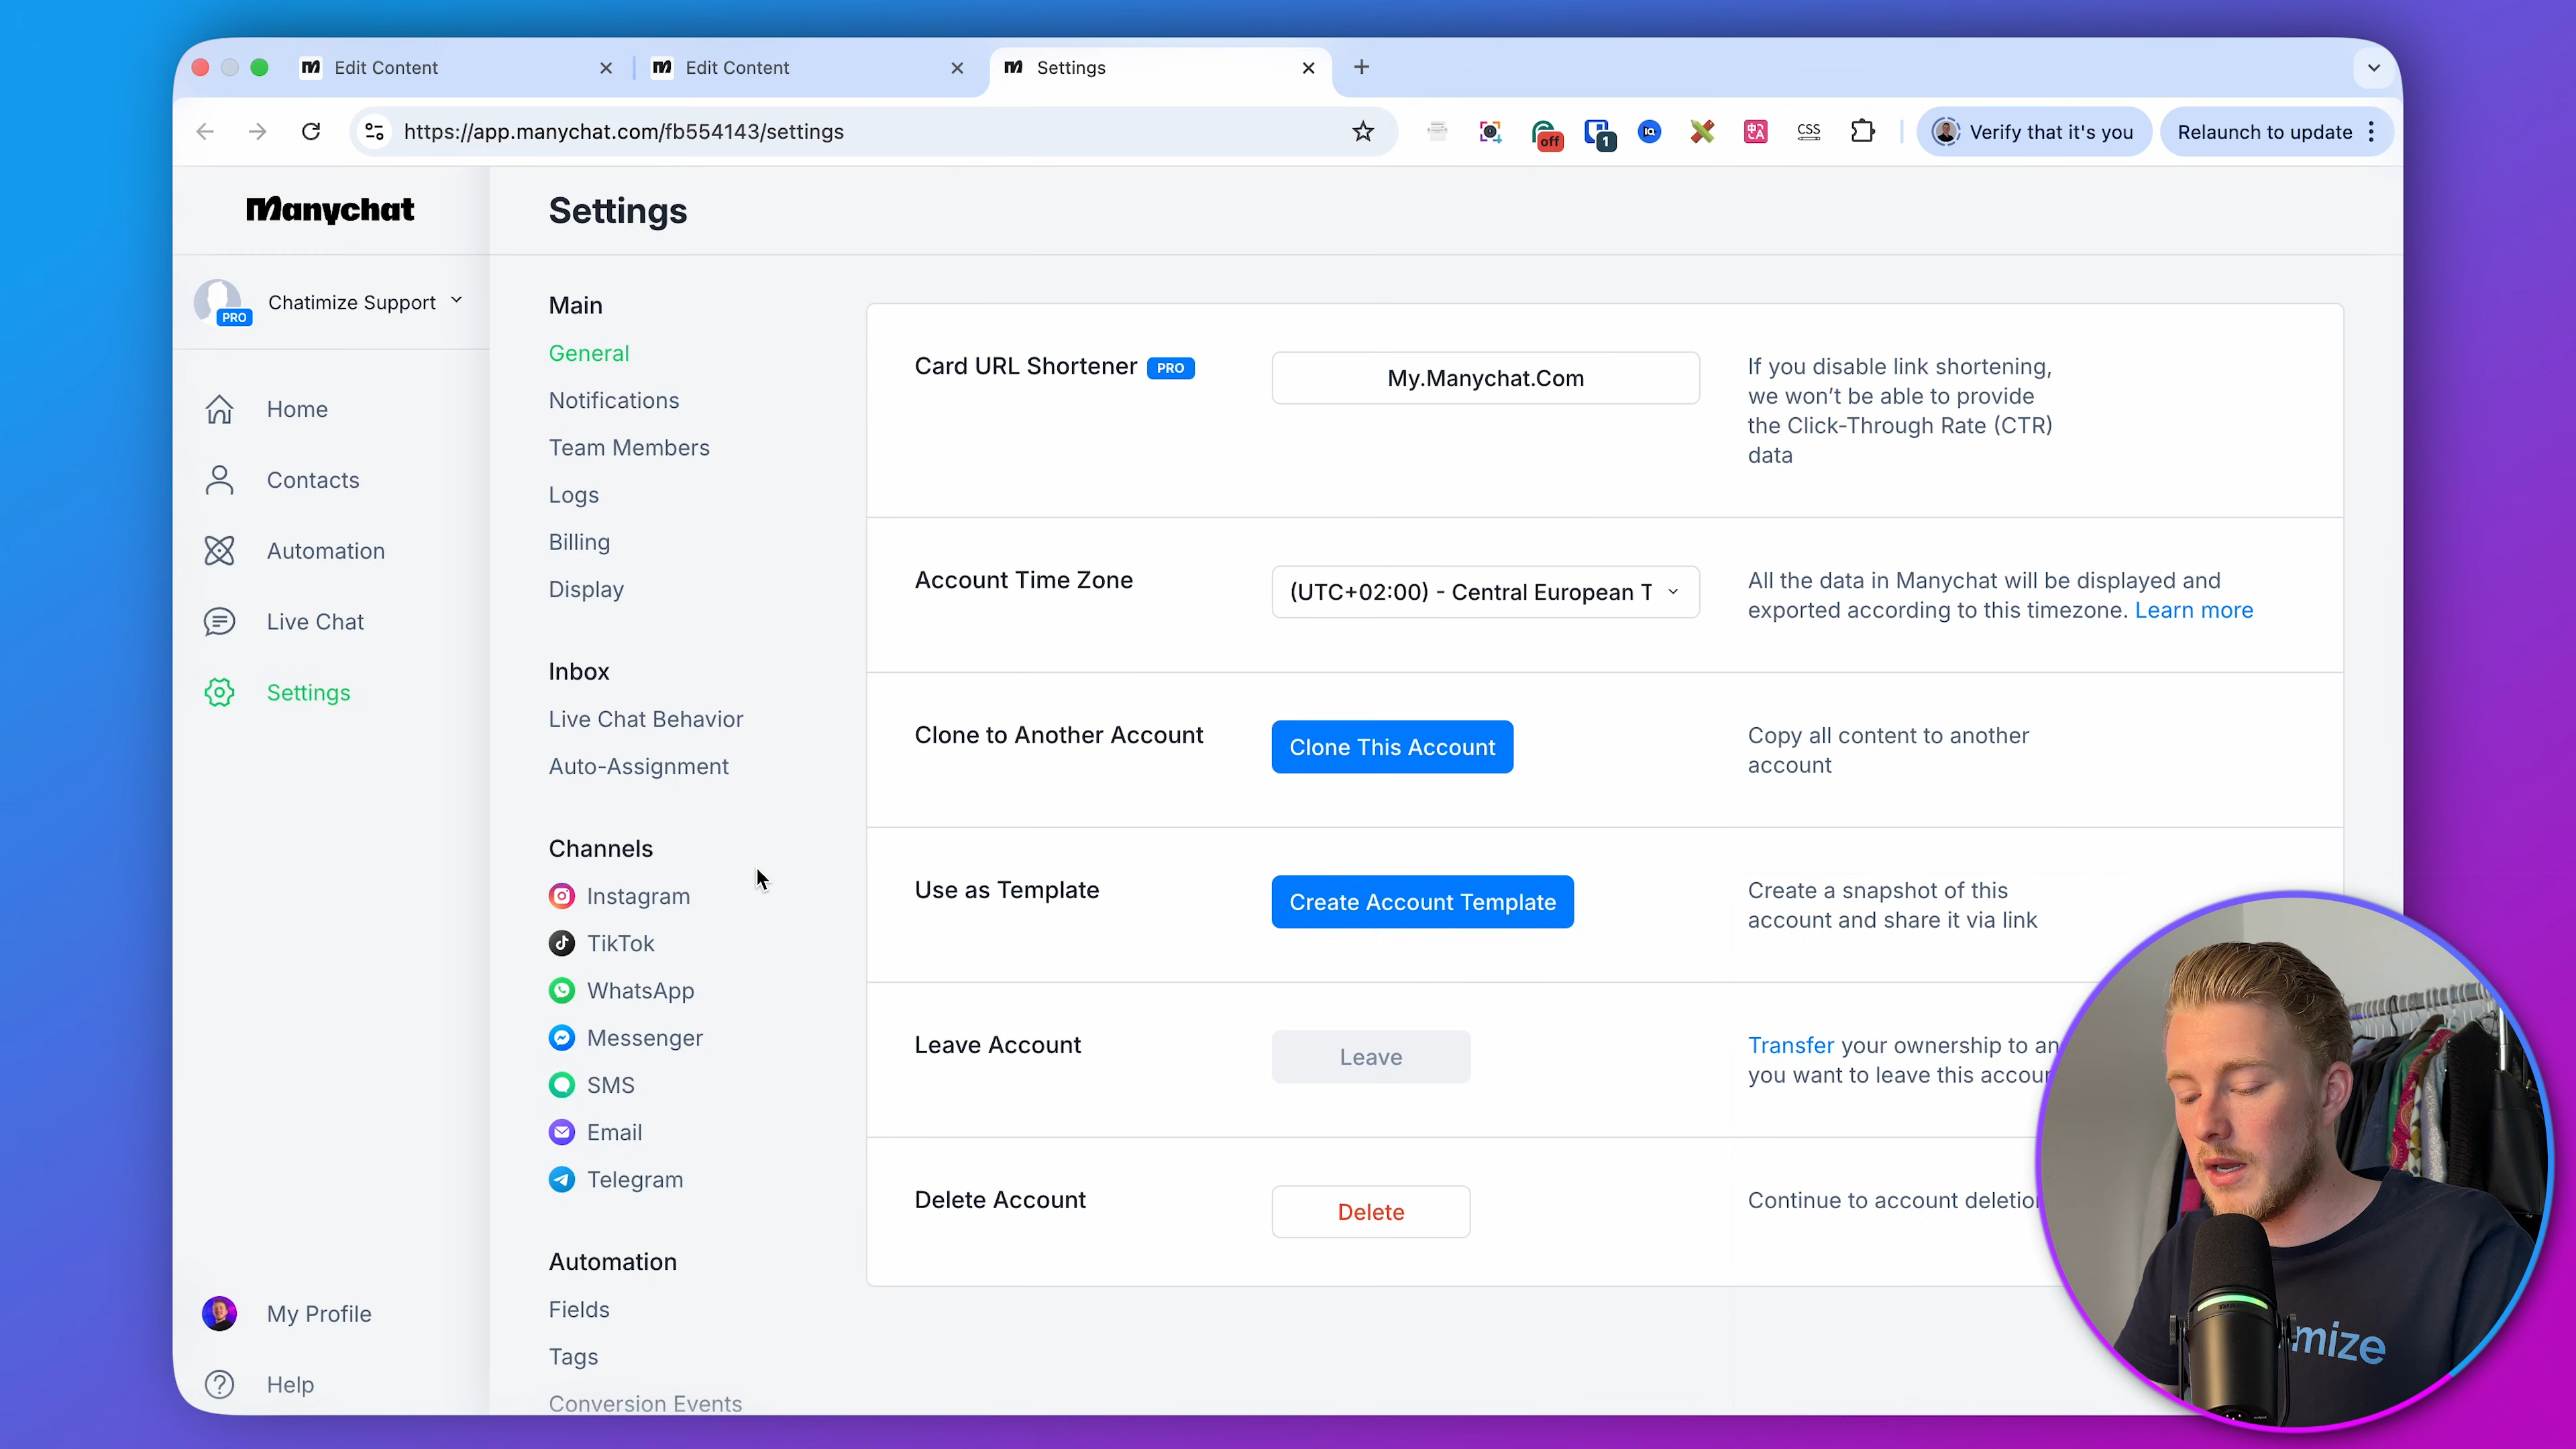 Edit Content
Edit Content
Settings
https://app.manychat.com/fb554143/settings
off
1
IQ
CSS
Verify that it's you
Relaunch to update
Manychat
Settings
PRO
Chatimize Support
Home
Contacts
Automation
Live Chat
Settings
My Profile
Help
Main
General
Notifications
Team Members
Logs
Billing
Display
Inbox
Live Chat Behavior
Auto-Assignment
Channels
Instagram
TikTok
WhatsApp
Messenger
SMS
Email
Telegram
Automation
Fields
Tags
Conversion Events
Card URL Shortener PRO
My.Manychat.Com
If you disable link shortening,
we won't be able to provide
the Click-Through Rate (CTR)
data
Account Time Zone
(UTC+02:00) - Central European T
All the data in Manychat will be displayed and
exported according to this timezone. Learn more
Clone to Another Account
Clone This Account
Copy all content to another
account
Use as Template
Create Account Template
Create a snapshot of this
account and share it via link
Leave Account
Leave
Transfer your ownership to an
you want to leave this accou
Delete Account
Delete
Continue to account deletio
mize